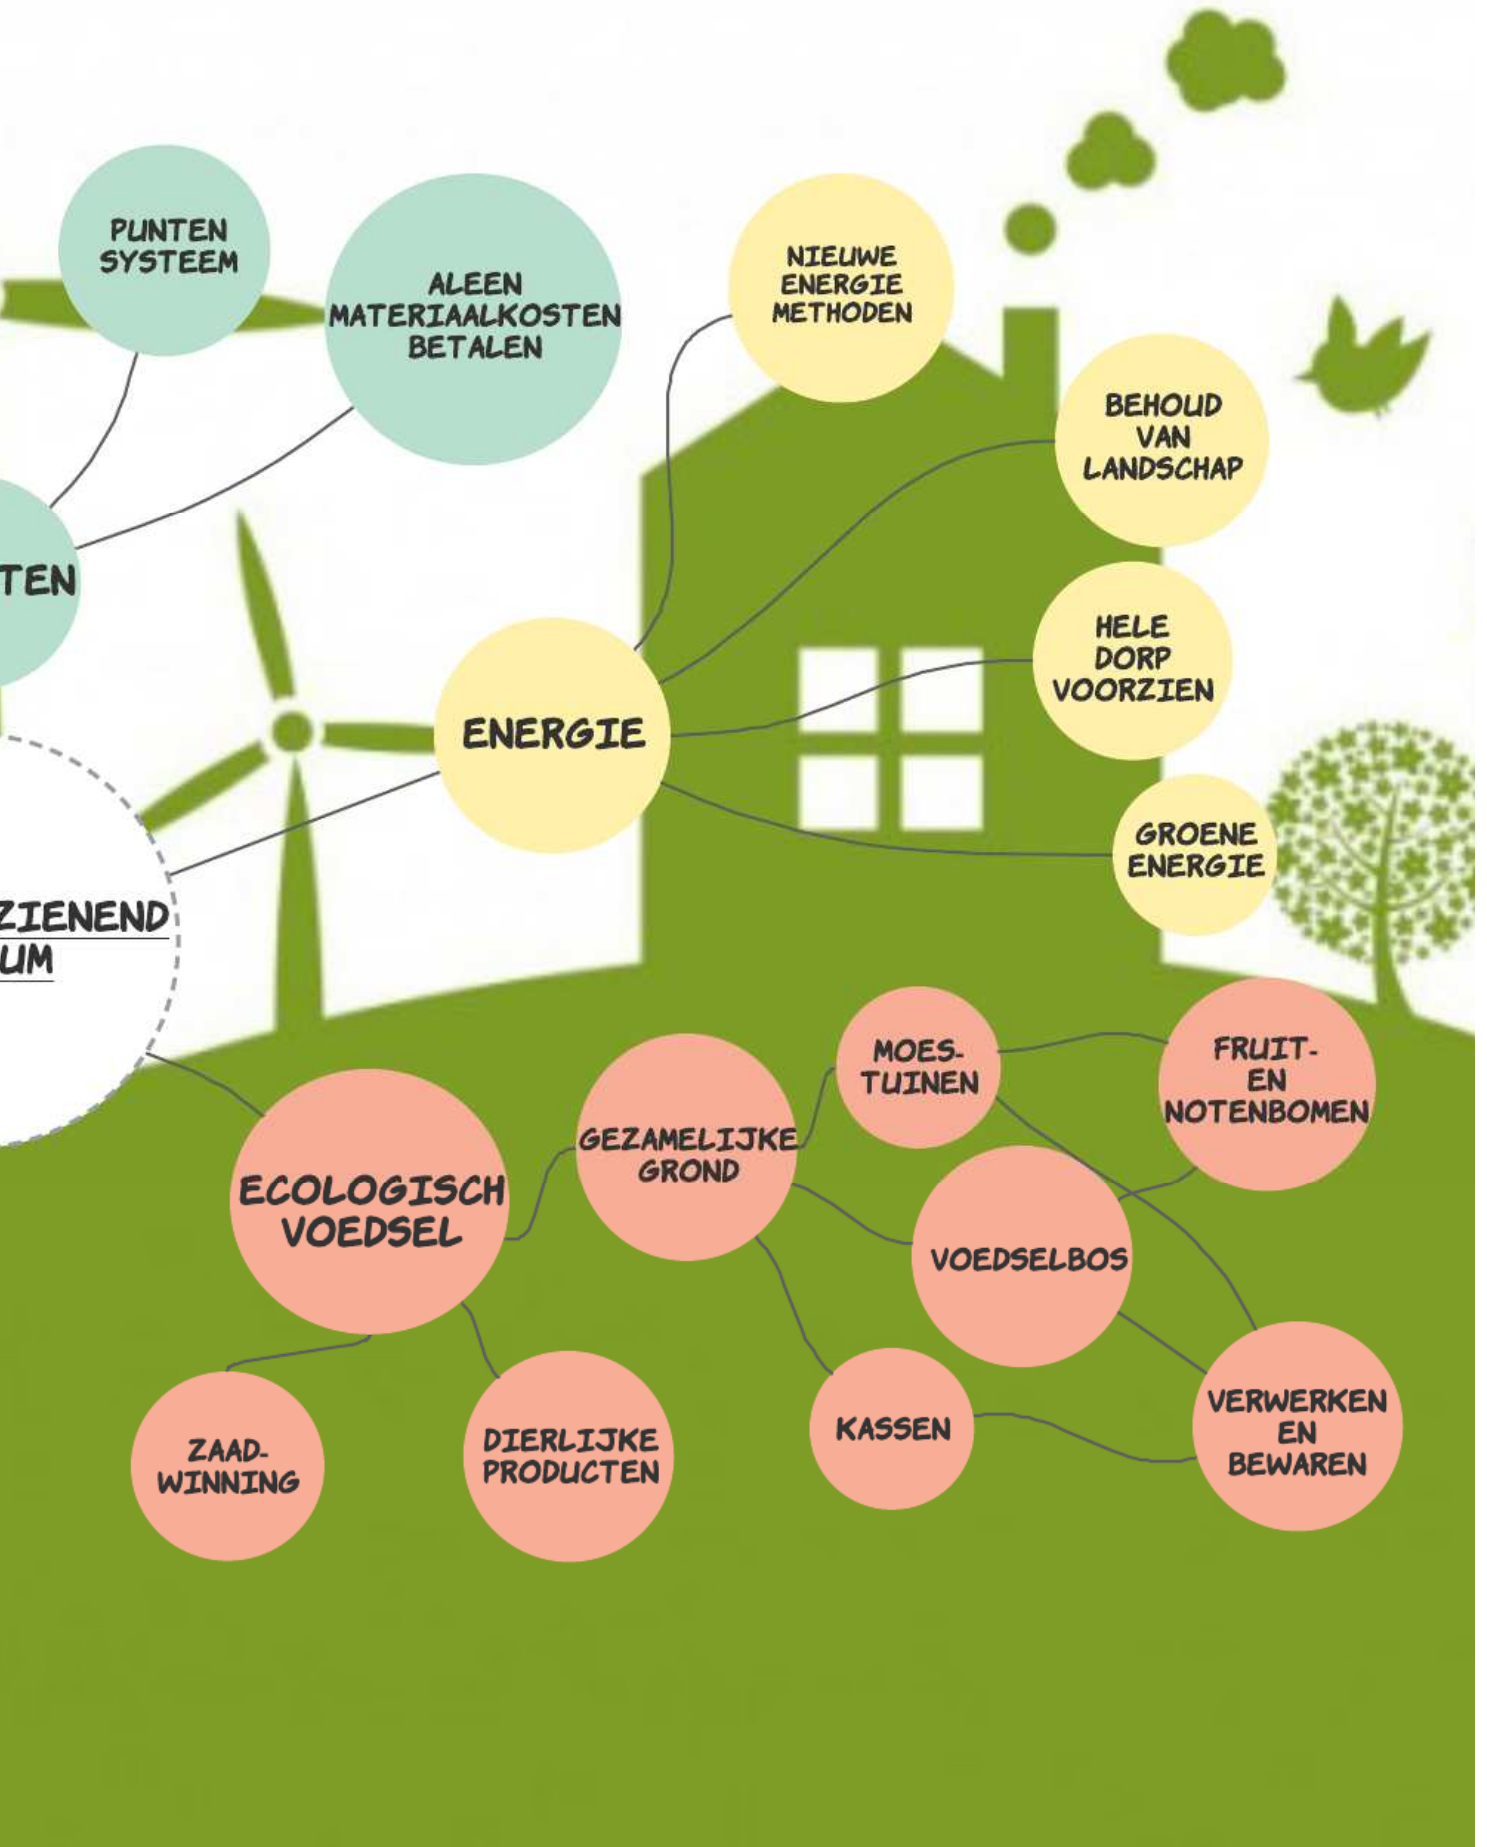 PUNTEN
SYSTEEM
ALEEN
MATERIAALKOSTEN
BETALEN
NIEUWE
ENERGIE
METHODEN
BEHOUD
VAN
LANDSCHAP
TEN
HELE
DORP
VOORZIEN
ENERGIE
GROENE
ENERGIE
ZIENEND
UM
MOES-
TUINEN
FRUIT-
EN
NOTENBOMEN
GEZAMELIJKE
GROND
ECOLOGISCH
VOEDSEL
VOEDSELBOS
ZAAD-
WINNING
DIERLIJKE
PRODUCTEN
KASSEN
VERWERKEN
EN
BEWAREN